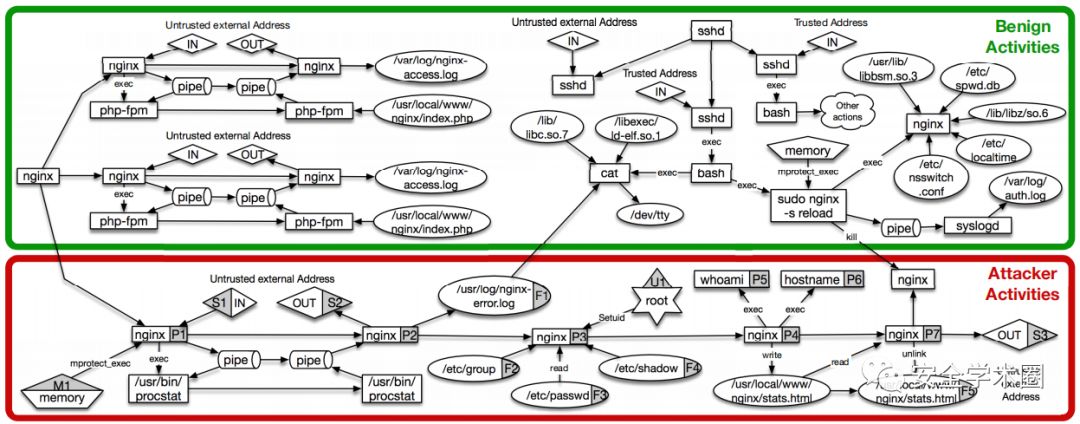 Benign
Activities
Untrusted external Address
IN
OUT
nginx
nginx
/var/log/nginx-
access.log
exec
pipe
pipe
php-fpm
php-fpm
/usr/local/www/
nginx/index.php
Untrusted external Address
IN
OUT
nginx
nginx
nginx
/var/log/nginx-
access.log
exec
pipe
pipe
php-fpm
php-fpm
/usr/local/www/
nginx/index.php
Untrusted external Address
IN
sshd
sshd
Trusted Address
IN
sshd
exec
bash
Other
actions
Trusted Address
IN
sshd
exec
bash
exec
cat
/lib/
libc.so.7
/libexec/
ld-elf.so.1
/dev/tty
exec
memory
mprotect_exec
sudo nginx
-s reload
exec
nginx
/usr/lib/
libbsm.so.3
/etc/
spwd.db
/lib/libz/so.6
/etc/
localtime
/etc/
nsswitch
.conf
pipe
syslogd
/var/log/
auth.log
kill
Attacker
Activities
Untrusted external Address
S1 IN
OUT S2
nginx P1
nginx P2
mprotect_exec
M1
memory
exec
pipe
pipe
/usr/bin/
procstat
/usr/bin/
procstat
/usr/log/nginx-
error.log
F1
U1
root
Setuid
nginx P3
/etc/group F2
read
/etc/passwd F3
/etc/shadow F4
whoami P5
hostname P6
exec
exec
nginx P4
write
/usr/local/www/
nginx/stats.html
read
nginx
nginx P7
unlink
nginx/stats.html
F5
OUT S3
Address
安全学术圈